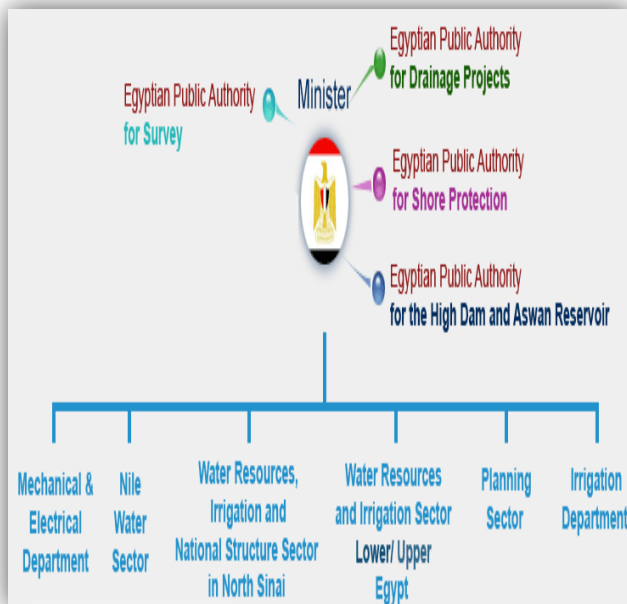 Minister
Egyptian Public Authority
for Drainage Projects
Egyptian Public Authority
for Survey
Egyptian Public Authority
for Shore Protection
Egyptian Public Authority
for the High Dam and Aswan Reservoir
Mechanical &
Electrical
Department
Nile
Water
Sector
Water Resources,
Irrigation and
National Structure Sector
in North Sinai
Water Resources
and Irrigation Sector
Lower/ Upper
Egypt
Planning
Sector
Irrigation
Department